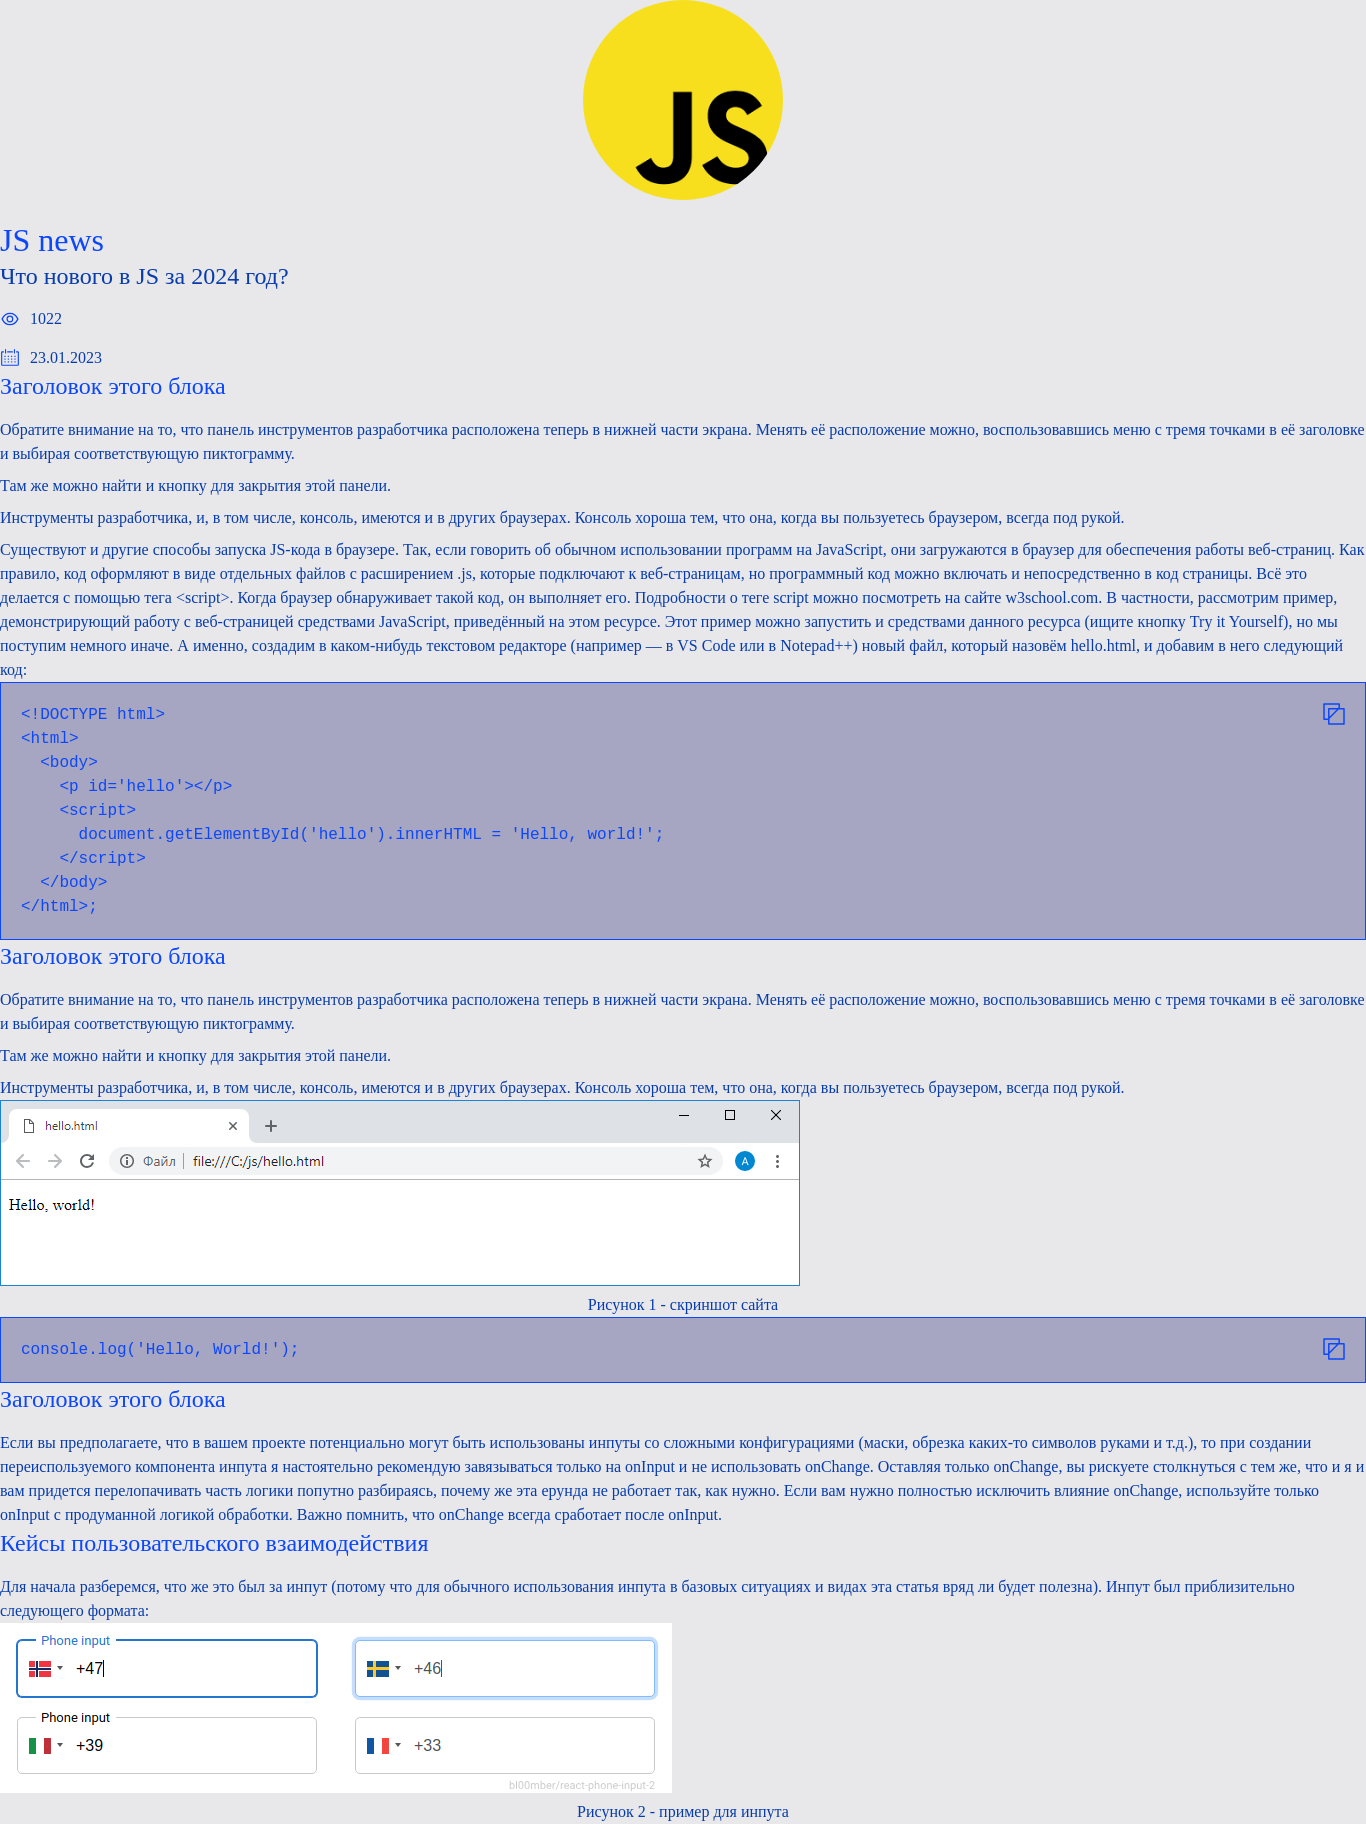 JS
JS news
Что нового в JS за 2024 год?
1022
23.01.2023
Заголовок этого блока
Обратите внимание на то, что панель инструментов разработчика расположена теперь в нижней части экрана. Менять её расположение можно, воспользовавшись меню с тремя точками в её заголовке
и выбирая соответствующую пиктограмму.
Там же можно найти и кнопку для закрытия этой панели.
Инструменты разработчика, и, в том числе, консоль, имеются и в других браузерах. Консоль хороша тем, что она, когда вы пользуетесь браузером, всегда под рукой.
Существуют и другие способы запуска JS-кода в браузере. Так, если говорить об обычном использовании программ на JavaScript, они загружаются в браузер для обеспечения работы веб-страниц. Как
правило, код оформляют в виде отдельных файлов с расширением .js, которые подключают к веб-страницам, но программный код можно включать и непосредственно в код страницы. Всё это
делается с помощью тега <script>. Когда браузер обнаруживает такой код, он выполняет его. Подробности о теге script можно посмотреть на сайте w3school.com. В частности, рассмотрим пример,
демонстрирующий работу с веб-страницей средствами JavaScript, приведённый на этом ресурсе. Этот пример можно запустить и средствами данного ресурса (ищите кнопку Try it Yourself), но мы
поступим немного иначе. А именно, создадим в каком-нибудь текстовом редакторе (например — в VS Code или в Notepad++) новый файл, который назовём hello.html, и добавим в него следующий
код:
<!DOCTYPE html>
<html>
  <body>
    <p id='hello'></p>
    <script>
      document.getElementById('hello').innerHTML = 'Hello, world!';
    </script>
  </body>
</html>;
Заголовок этого блока
Обратите внимание на то, что панель инструментов разработчика расположена теперь в нижней части экрана. Менять её расположение можно, воспользовавшись меню с тремя точками в её заголовке
и выбирая соответствующую пиктограмму.
Там же можно найти и кнопку для закрытия этой панели.
Инструменты разработчика, и, в том числе, консоль, имеются и в других браузерах. Консоль хороша тем, что она, когда вы пользуетесь браузером, всегда под рукой.
hello.html
Файл file:///C:/js/hello.html A
Hello, world!
Рисунок 1 - скриншот сайта
console.log('Hello, World!');
Заголовок этого блока
Если вы предполагаете, что в вашем проекте потенциально могут быть использованы инпуты со сложными конфигурациями (маски, обрезка каких-то символов руками и т.д.), то при создании
переиспользуемого компонента инпута я настоятельно рекомендую завязываться только на onInput и не использовать onChange. Оставляя только onChange, вы рискуете столкнуться с тем же, что и я и
вам придется перелопачивать часть логики попутно разбираясь, почему же эта ерунда не работает так, как нужно. Если вам нужно полностью исключить влияние onChange, используйте только
onInput с продуманной логикой обработки. Важно помнить, что onChange всегда сработает после onInput.
Кейсы пользовательского взаимодействия
Для начала разберемся, что же это был за инпут (потому что для обычного использования инпута в базовых ситуациях и видах эта статья вряд ли будет полезна). Инпут был приблизительно
следующего формата:
Phone input
+47 +46
Phone input
+39 +33
bl00mber/react-phone-input-2
Рисунок 2 - пример для инпута